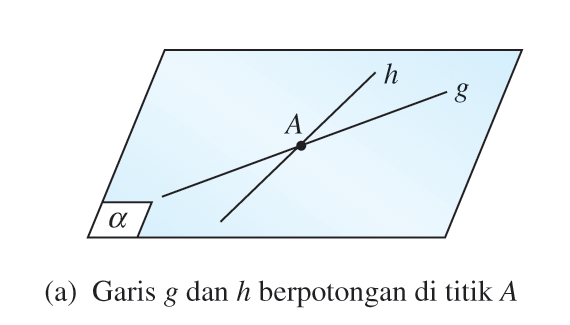 h
g
A
α
(a) Garis g dan h berpotongan di titik A